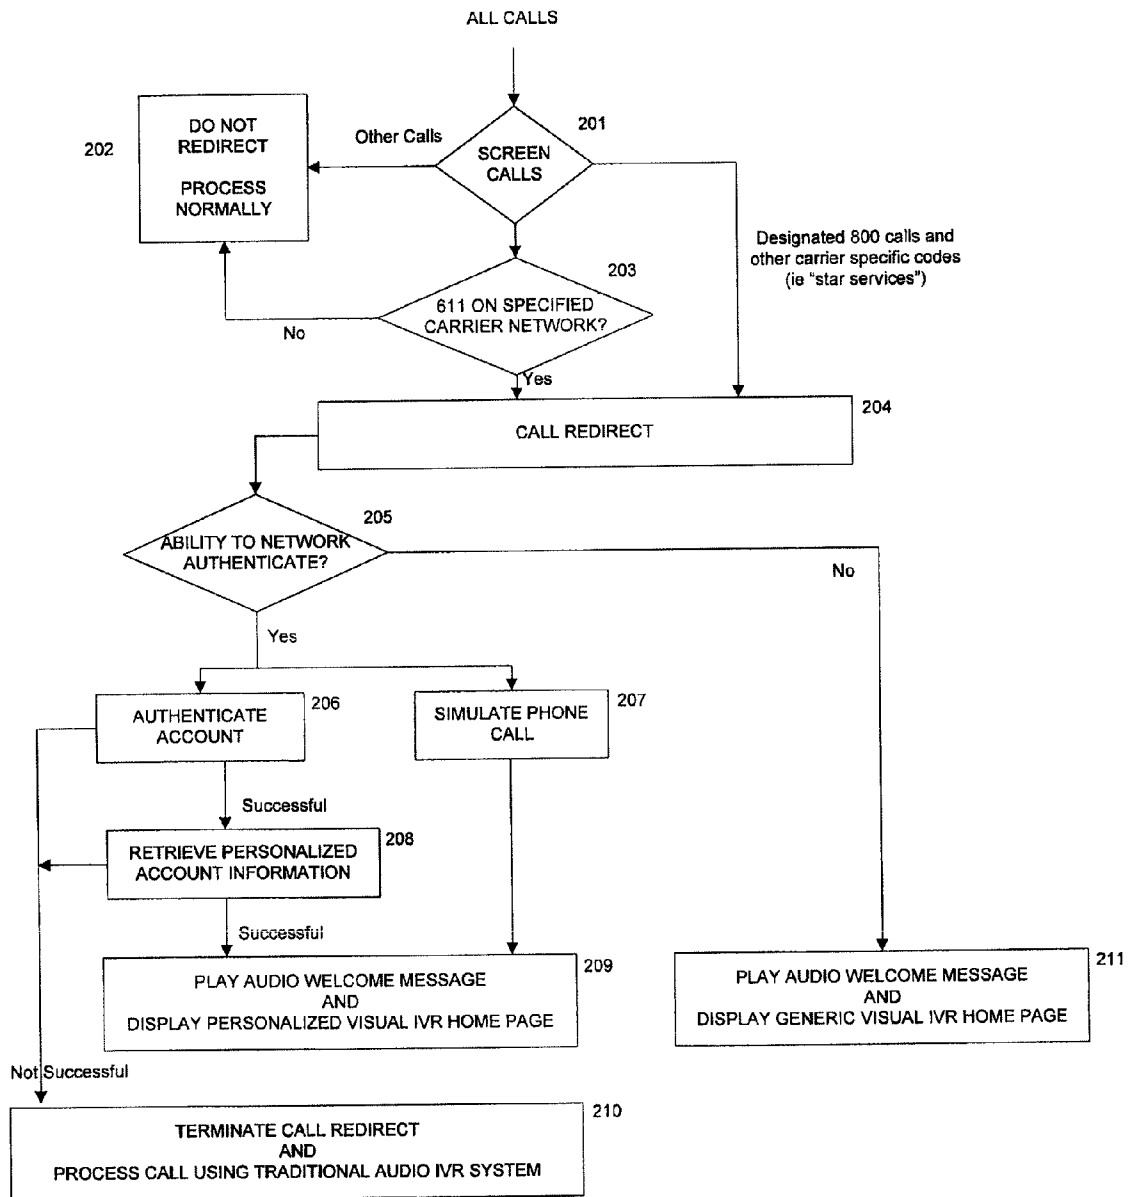 ALL CALLS
201
SCREEN
CALLS
Other Calls
202
DO NOT
REDIRECT
PROCESS
NORMALLY
Designated 800 calls and
other carrier specific codes
(ie "star services")
203
611 ON SPECIFIED
CARRIER NETWORK?
No
Yes
204
CALL REDIRECT
205
ABILITY TO NETWORK
AUTHENTICATE?
No
Yes
206
AUTHENTICATE
ACCOUNT
207
SIMULATE PHONE
CALL
Successful
208
RETRIEVE PERSONALIZED
ACCOUNT INFORMATION
Successful
209
PLAY AUDIO WELCOME MESSAGE
AND
DISPLAY PERSONALIZED VISUAL IVR HOME PAGE
211
PLAY AUDIO WELCOME MESSAGE
AND
DISPLAY GENERIC VISUAL IVR HOME PAGE
Not Successful
210
TERMINATE CALL REDIRECT
AND
PROCESS CALL USING TRADITIONAL AUDIO IVR SYSTEM